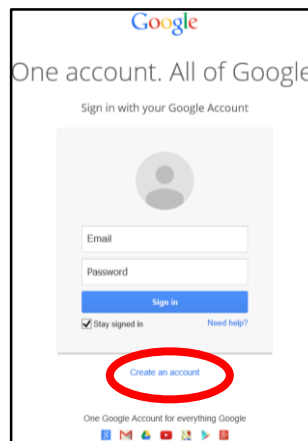 Google
One account. All of Google
Sign in with your Google Account
Email
Password
Sign in
Stay signed in Need help?
Create an account
One Google Account for everything Google